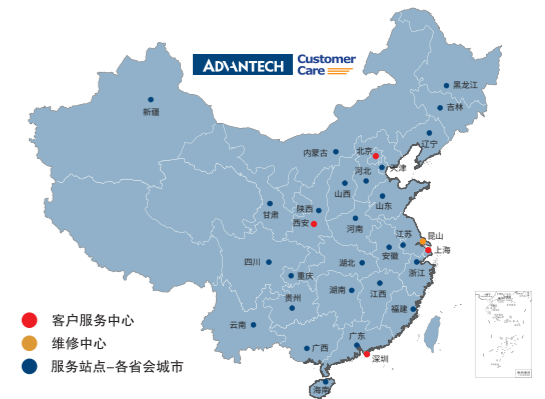 ADVANTECH
Customer
Care
黑龙江
吉林
新疆
辽宁
内蒙古
北京
天津
河北
山西
山东
甘肃
陕西
西安
河南
江苏
昆山
上海
安徽
四川
湖北
浙江
重庆
湖南
江西
贵州
福建
云南
广西
广东
深圳
海南
客户服务中心
维修中心
服务站点-各省会城市